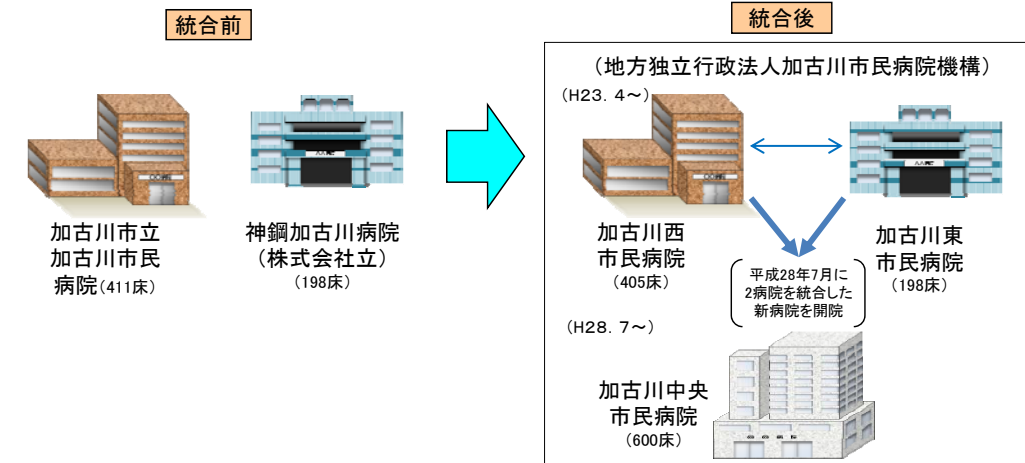 統合前
加古川市立
加古川市民
病院(411床)
神鋼加古川病院
(株式会社立)
(198床)
統合後
(地方独立行政法人加古川市民病院機構)
(H23.4~)
加古川西
市民病院
(405床)
加古川東
市民病院
(198床)
平成28年7月に
2病院を統合した
新病院を開院
(H28.7~)
加古川中央
市民病院
(600床)